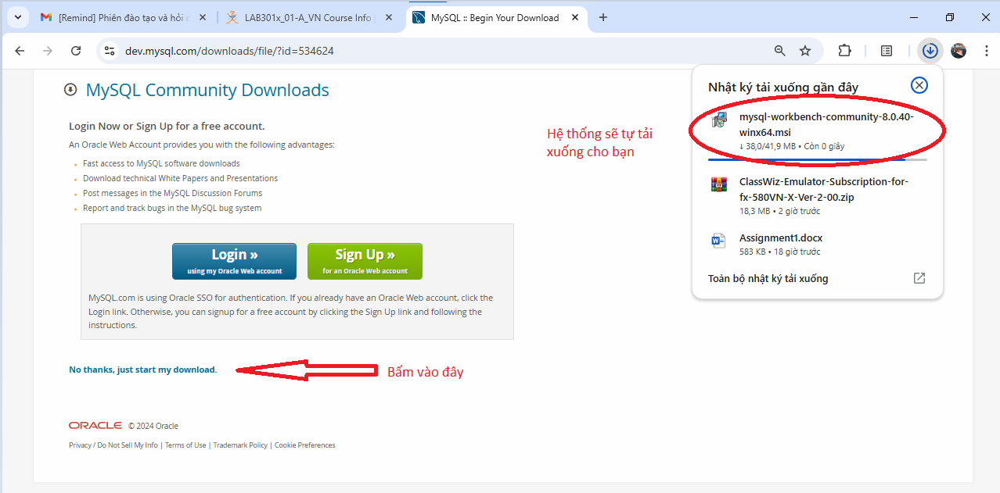 [Remind] Phiên đào tạo và hỏi đ
LAB301x_01-A_VN Course Info |
MySQL :: Begin Your Download
dev.mysql.com/downloads/file/?id=534624
MySQL Community Downloads
Login Now or Sign Up for a free account.
An Oracle Web Account provides you with the following advantages:
Fast access to MySQL software downloads
Download technical White Papers and Presentations
Post messages in the MySQL Discussion Forums
Report and track bugs in the MySQL bug system
Login »
using my Oracle Web account
Sign Up »
for an Oracle Web account
MySQL.com is using Oracle SSO for authentication. If you already have an Oracle Web account, click the
Login link. Otherwise, you can signup for a free account by clicking the Sign Up link and following the
instructions.
No thanks, just start my download.
Bấm vào đây
ORACLE © 2024 Oracle
Privacy / Do Not Sell My Info | Terms of Use | Trademark Policy | Cookie Preferences
Hệ thống sẽ tự tải
xuống cho bạn
Nhật ký tải xuống gần đây
mysql-workbench-community-8.0.40-
winx64.msi
↓ 38,0/41,9 MB • Còn 0 giây
ClassWiz-Emulator-Subscription-for-
fx-580VN-X-Ver-2-00.zip
18,3 MB • 2 giờ trước
Assignment1.docx
583 KB • 18 giờ trước
Toàn bộ nhật ký tải xuống